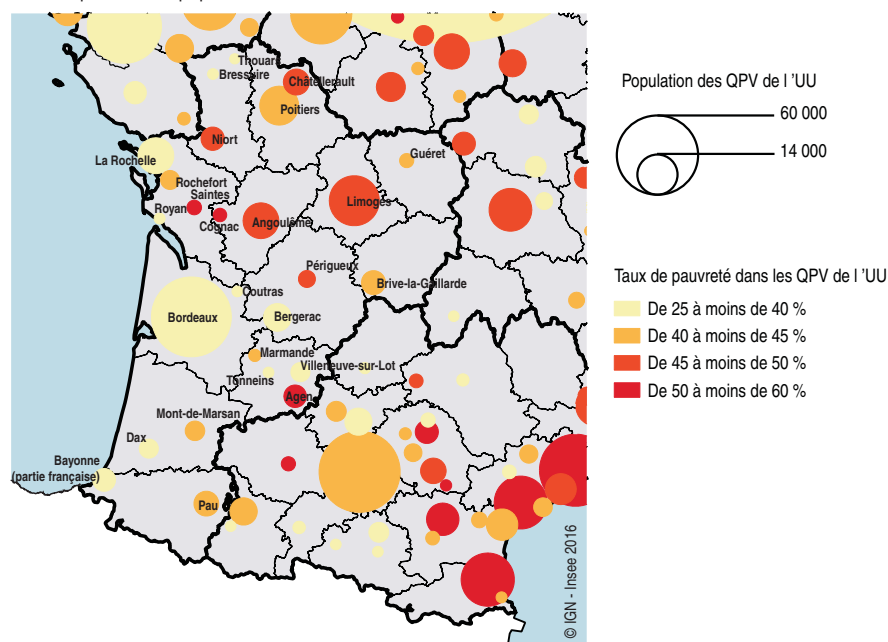 Thouars
Bressuire
Châtellerault
Poitiers
Niort
La Rochelle
Guéret
Rochefort
Saintes
Royan
Cognac
Angoulême
Limoges
Périgueux
Brive-la-Gaillarde
Coutras
Bordeaux
Bergerac
Marmande
Villeneuve-sur-Lot
Tonneins
Agen
Mont-de-Marsan
Dax
Bayonne
(partie française)
Pau
© IGN - Insee 2016
Population des QPV de l ’UU
60 000
14 000
Taux de pauvreté dans les QPV de l ’UU
De 25 à moins de 40 %
De 40 à moins de 45 %
De 45 à moins de 50 %
De 50 à moins de 60 %